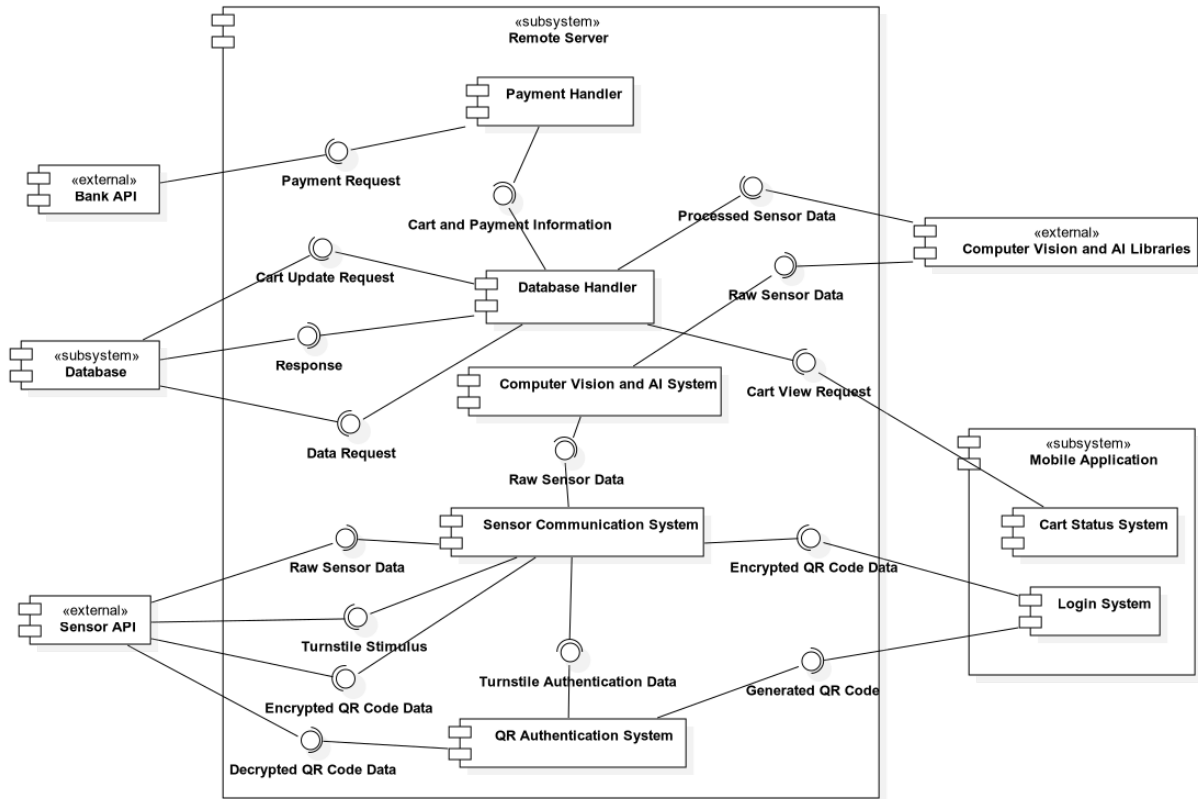 «subsystem»
Remote Server
Payment Handler
«external»
Bank API
Payment Request
Cart and Payment Information
Processed Sensor Data
«external»
Computer Vision and AI Libraries
Cart Update Request
Database Handler
Raw Sensor Data
«subsystem»
Database
Response
Computer Vision and AI System
Cart View Request
Data Request
«subsystem»
Mobile Application
Raw Sensor Data
Sensor Communication System
Cart Status System
Raw Sensor Data
Encrypted QR Code Data
«external»
Sensor API
Login System
Turnstile Stimulus
Turnstile Authentication Data
Generated QR Code
Encrypted QR Code Data
QR Authentication System
Decrypted QR Code Data